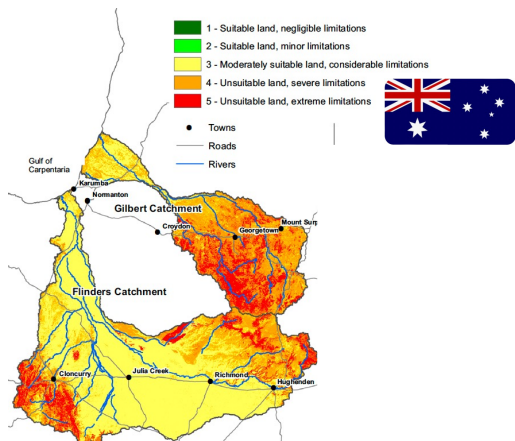 1 - Suitable land, negligible limitations
2 - Suitable land, minor limitations
3 - Moderately suitable land, considerable limitations
4 - Unsuitable land, severe limitations
5 - Unsuitable land, extreme limitations
Towns
Roads
Rivers
Gulf of
Carpentaria
Karumba
Normanton
Gilbert Catchment
Mount Surp
Croydon
Georgetown
Flinders Catchment
Cloncurry
Julia Creek
Richmond
Hughenden